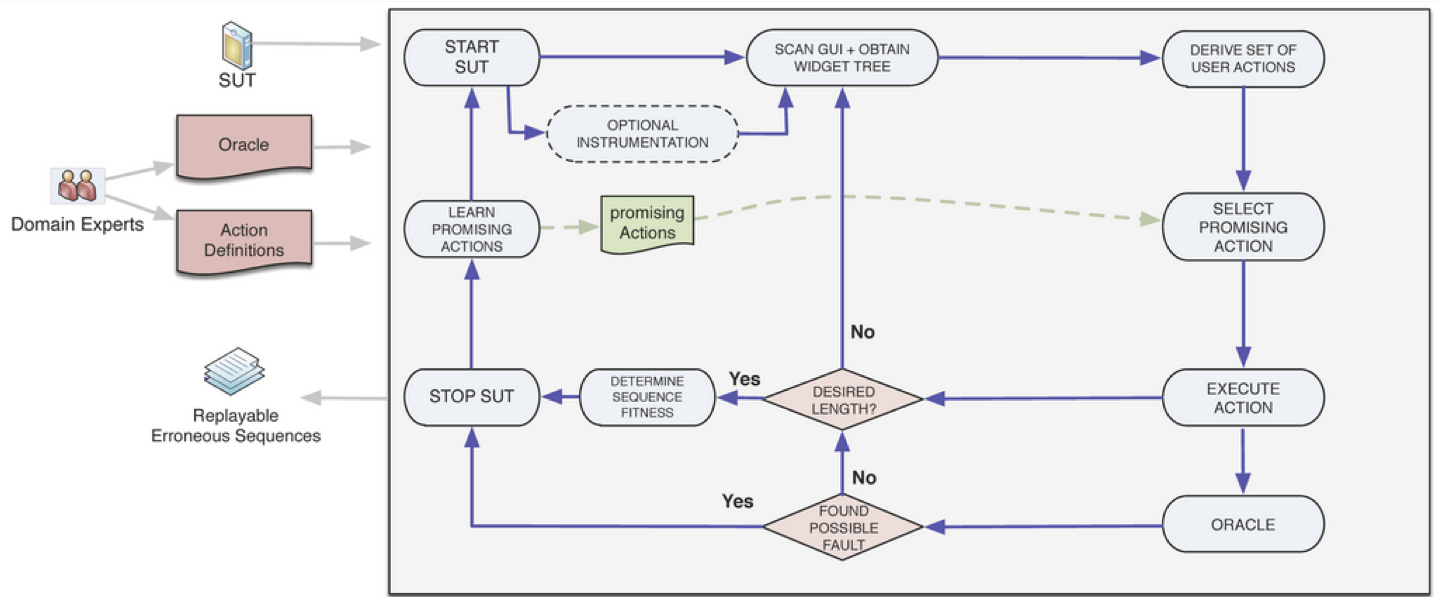 SUT
Oracle
Domain Experts
Action
Definitions
Replayable
Erroneous Sequences
START
SUT
SCAN GUI + OBTAIN
WIDGET TREE
DERIVE SET OF
USER ACTIONS
OPTIONAL
INSTRUMENTATION
LEARN
PROMISING
ACTIONS
promising
Actions
SELECT
PROMISING
ACTION
No
STOP SUT
DETERMINE
SEQUENCE
FITNESS
Yes
DESIRED
LENGTH?
EXECUTE
ACTION
No
Yes
FOUND
POSSIBLE
FAULT
ORACLE